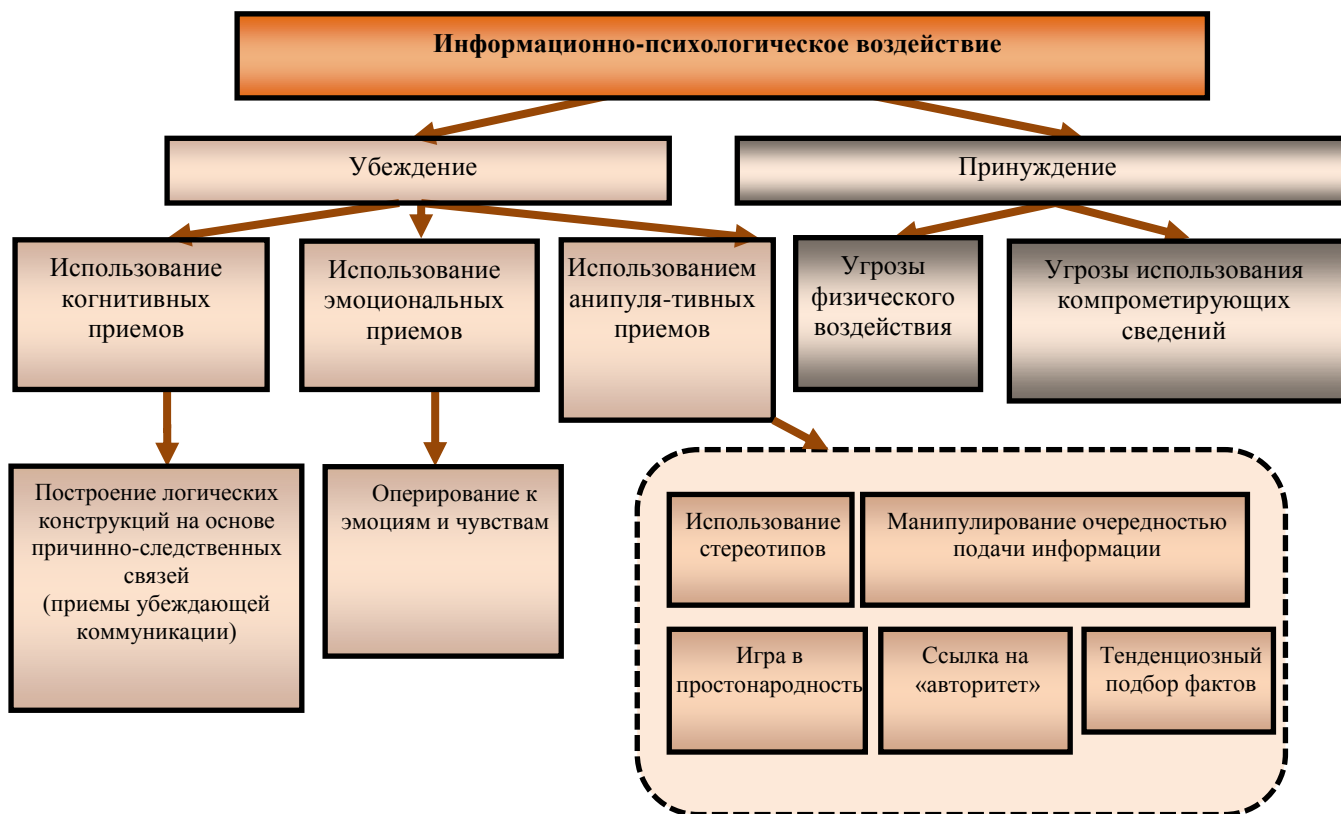 Информационно-психологическое воздействие
Убеждение
Принуждение
Использование
когнитивных
приемов
Использование
эмоциональных
приемов
Использованием
анипуля-тивных
приемов
Угрозы
физического
воздействия
Угрозы использования
компрометирующих
сведений
Построение логических
конструкций на основе
причинно-следственных
связей
(приемы убеждающей
коммуникации)
Оперирование к
эмоциям и чувствам
Использование
стереотипов
Манипулирование очередностью
подачи информации
Игра в
простонародность
Ссылка на
«авторитет»
Тенденциозный
подбор фактов